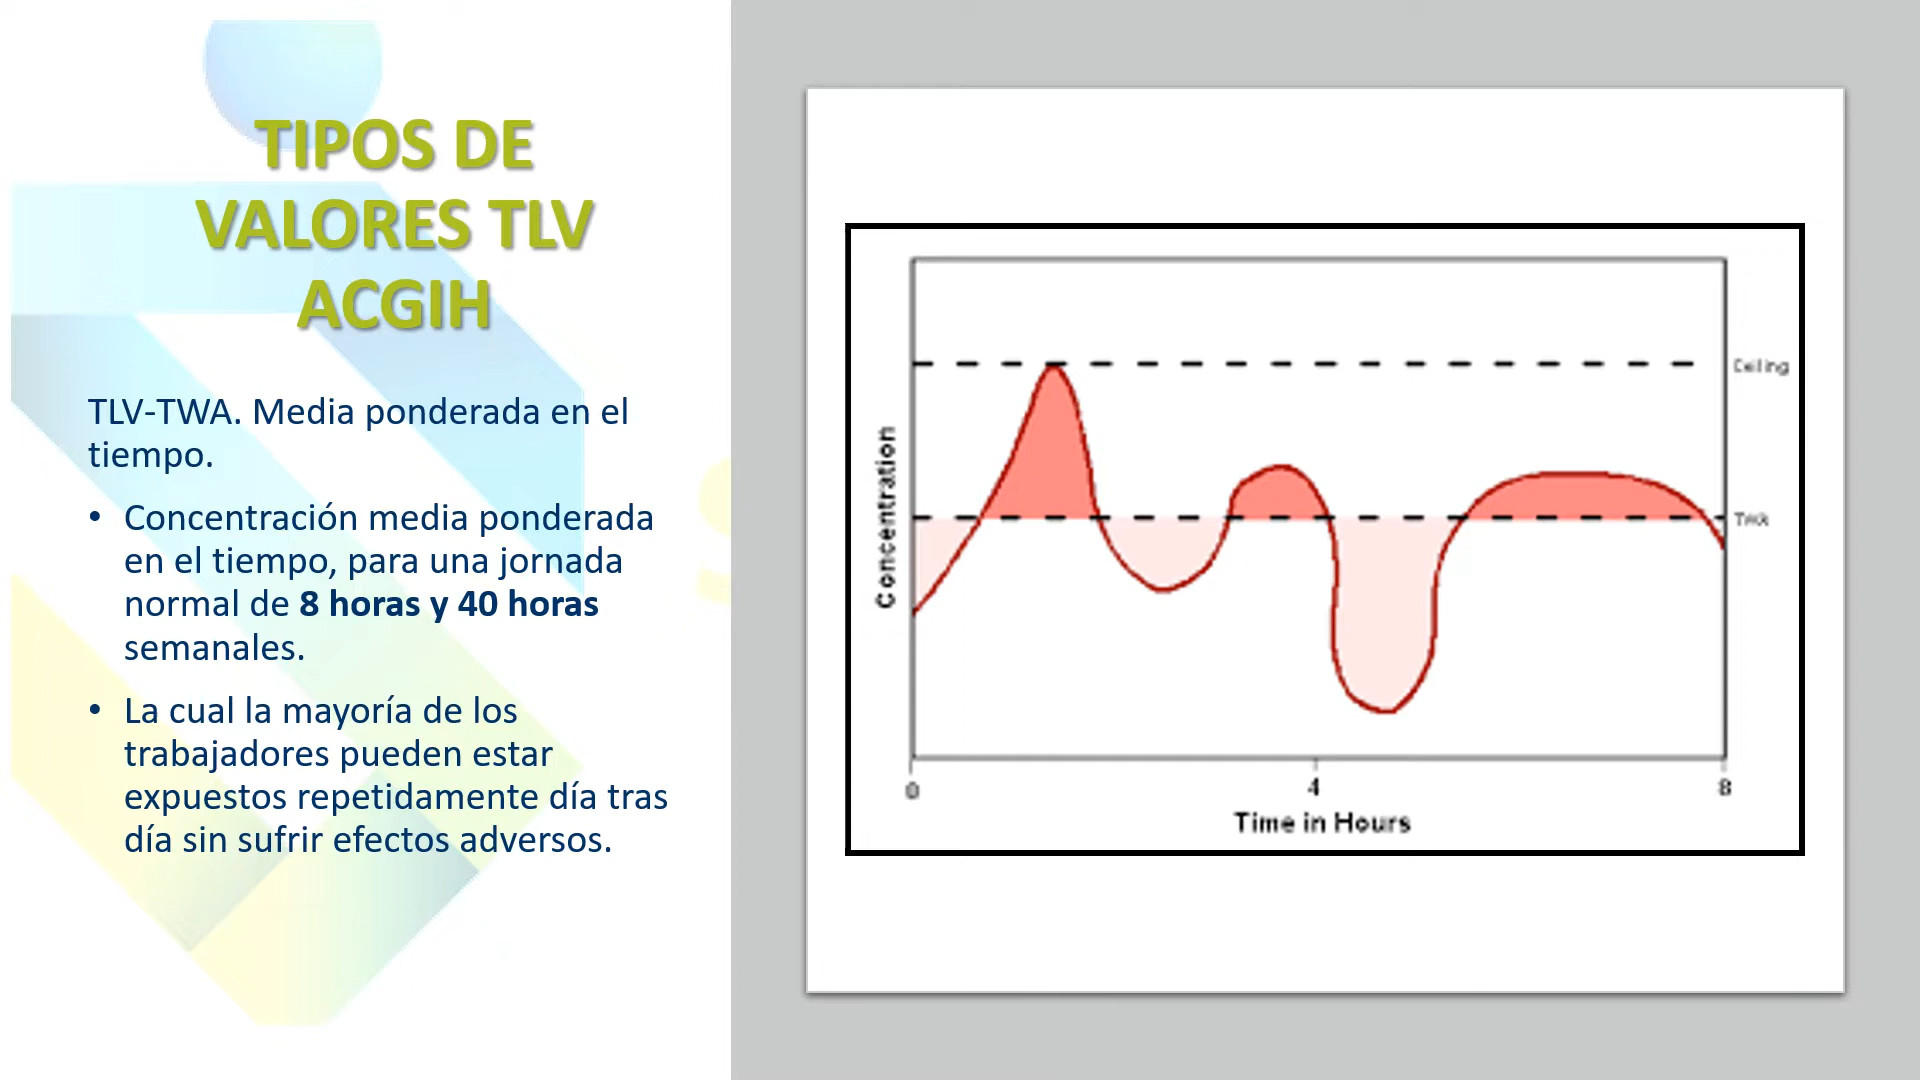 TIPOS DE
VALORES TLV
ACGIH
TLV-TWA. Media ponderada en el
tiempo.
• Concentración media ponderada
en el tiempo, para una jornada
normal de 8 horas y 40 horas
semanales.
• La cual la mayoría de los
trabajadores pueden estar
expuestos repetidamente día tras
día sin sufrir efectos adversos.
Ceiling
Concentration
TWA
0
4
8
Time in Hours